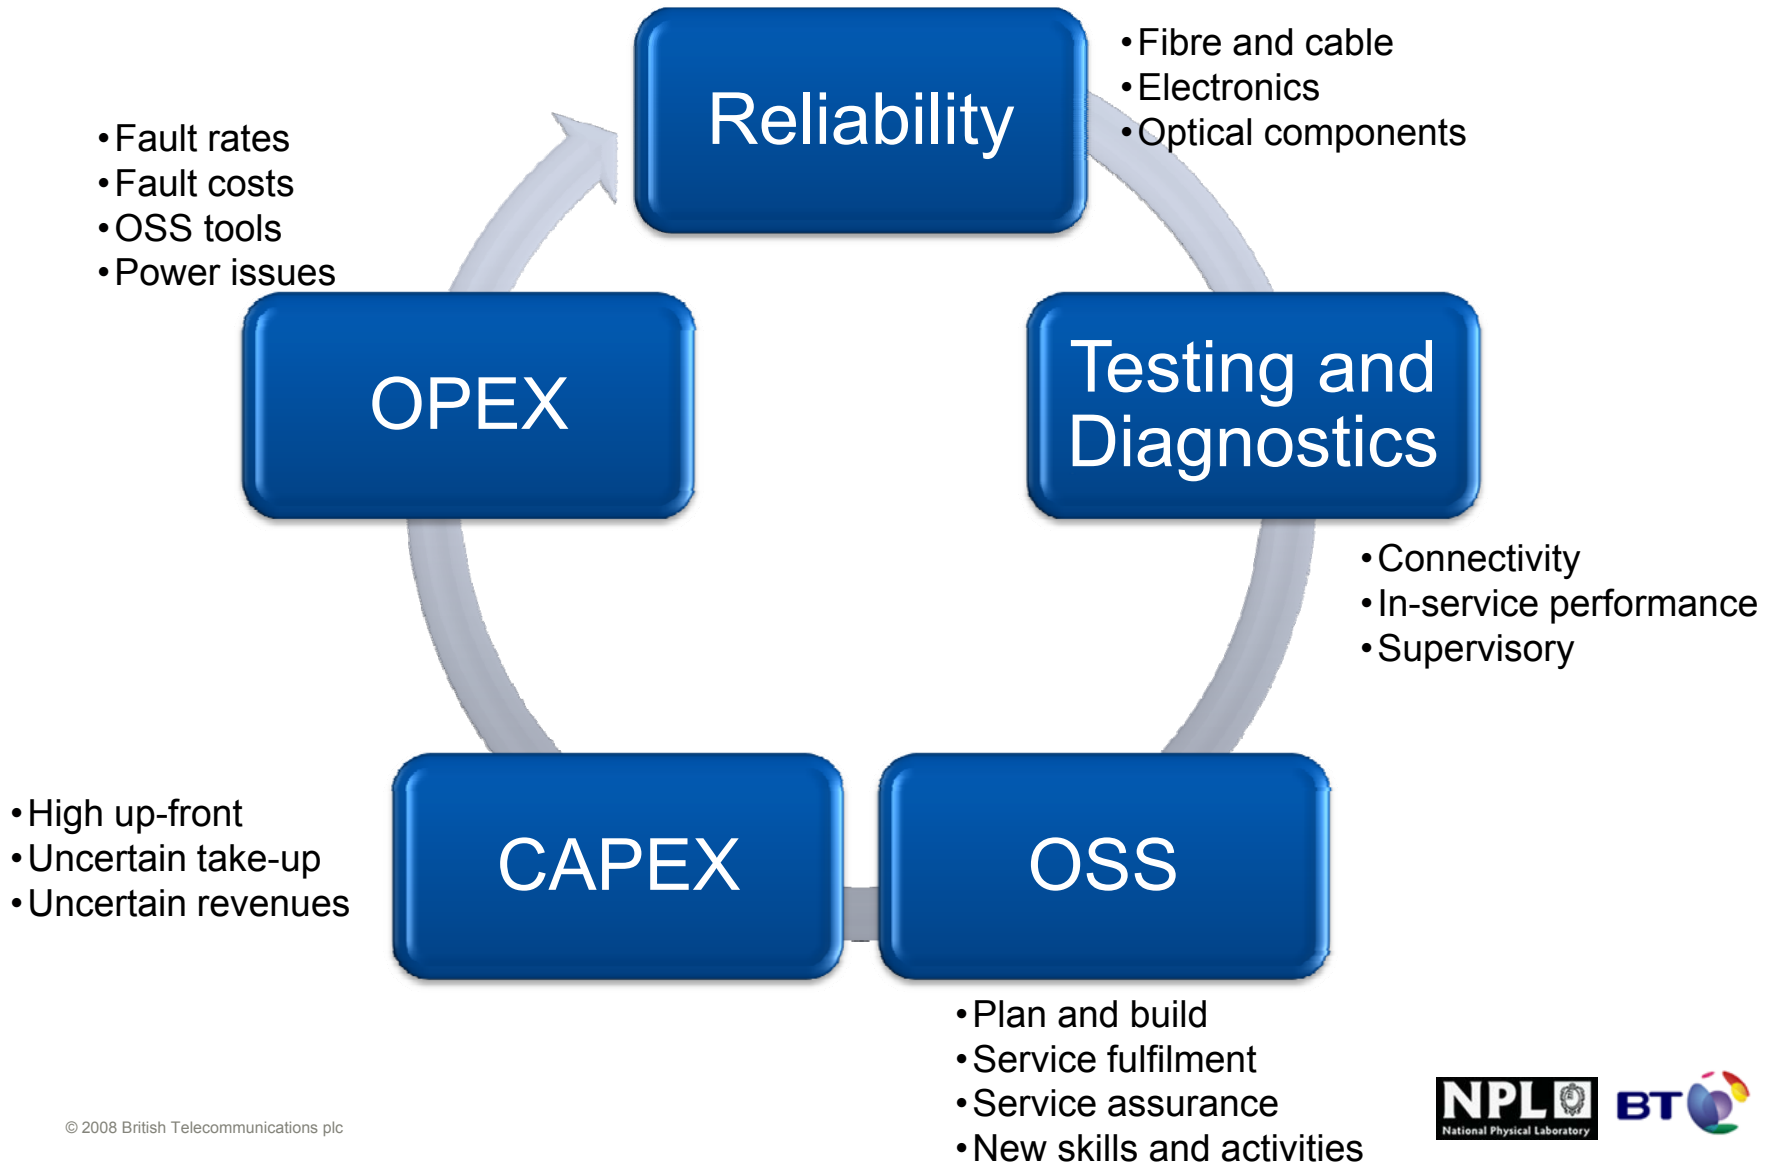 Reliability
•Fibre and cable
•Electronics
•Optical components
•Fault rates
•Fault costs
•OSS tools
•Power issues
OPEX
Testing and
Diagnostics
•Connectivity
•In-service performance
•Supervisory
•High up-front
•Uncertain take-up
•Uncertain revenues
CAPEX
OSS
•Plan and build
•Service fulfilment
•Service assurance
•New skills and activities
© 2008 British Telecommunications plc
NPL
National Physical Laboratory
BT